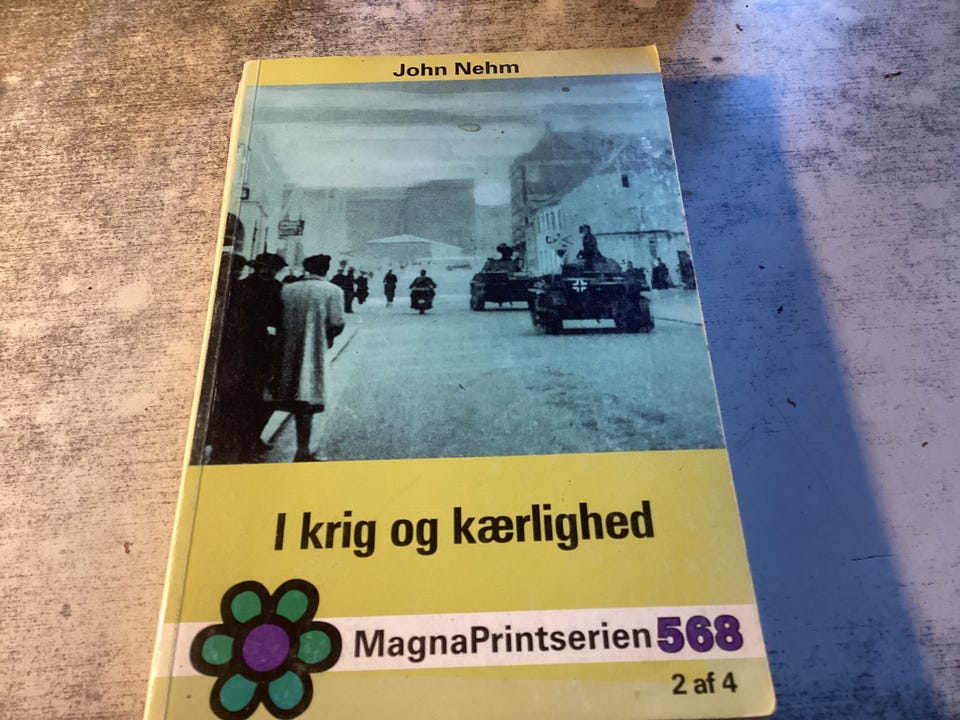 John Nehm
I krig og kærlighed
MagnaPrintserien 568
2 af 4